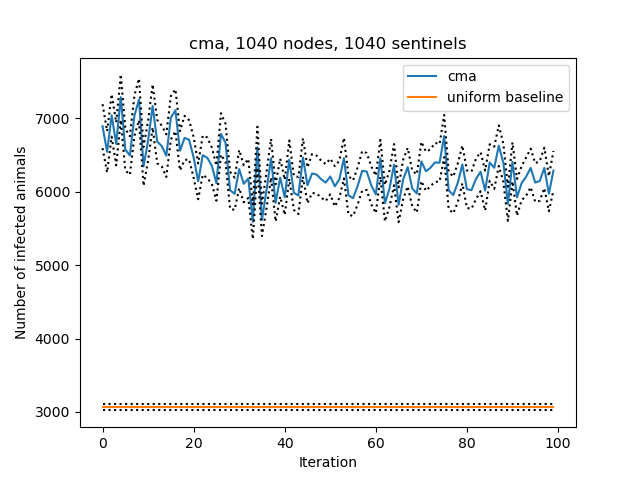 cma, 1040 nodes, 1040 sentinels
cma
uniform baseline
7000
6000
5000
4000
3000
Number of infected animals
0 20 40 60 80 100
Iteration